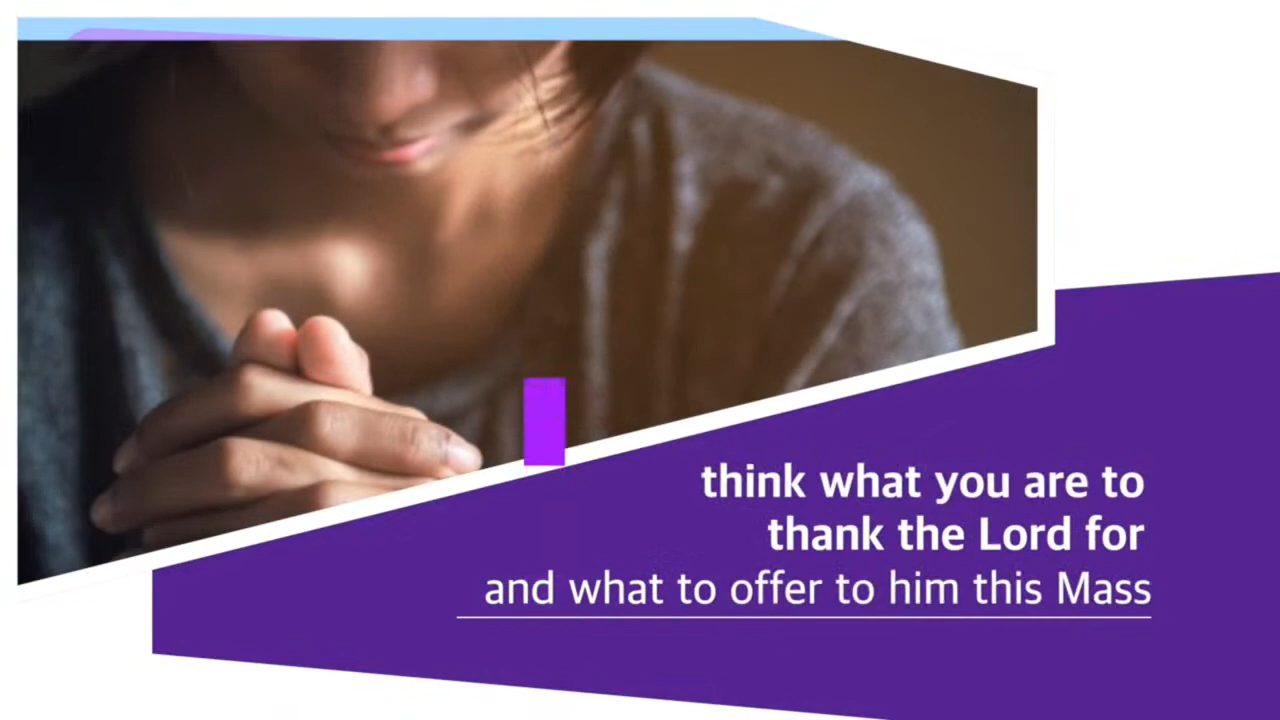 think what you are to
thank the Lord for
and what to offer to him this Mass